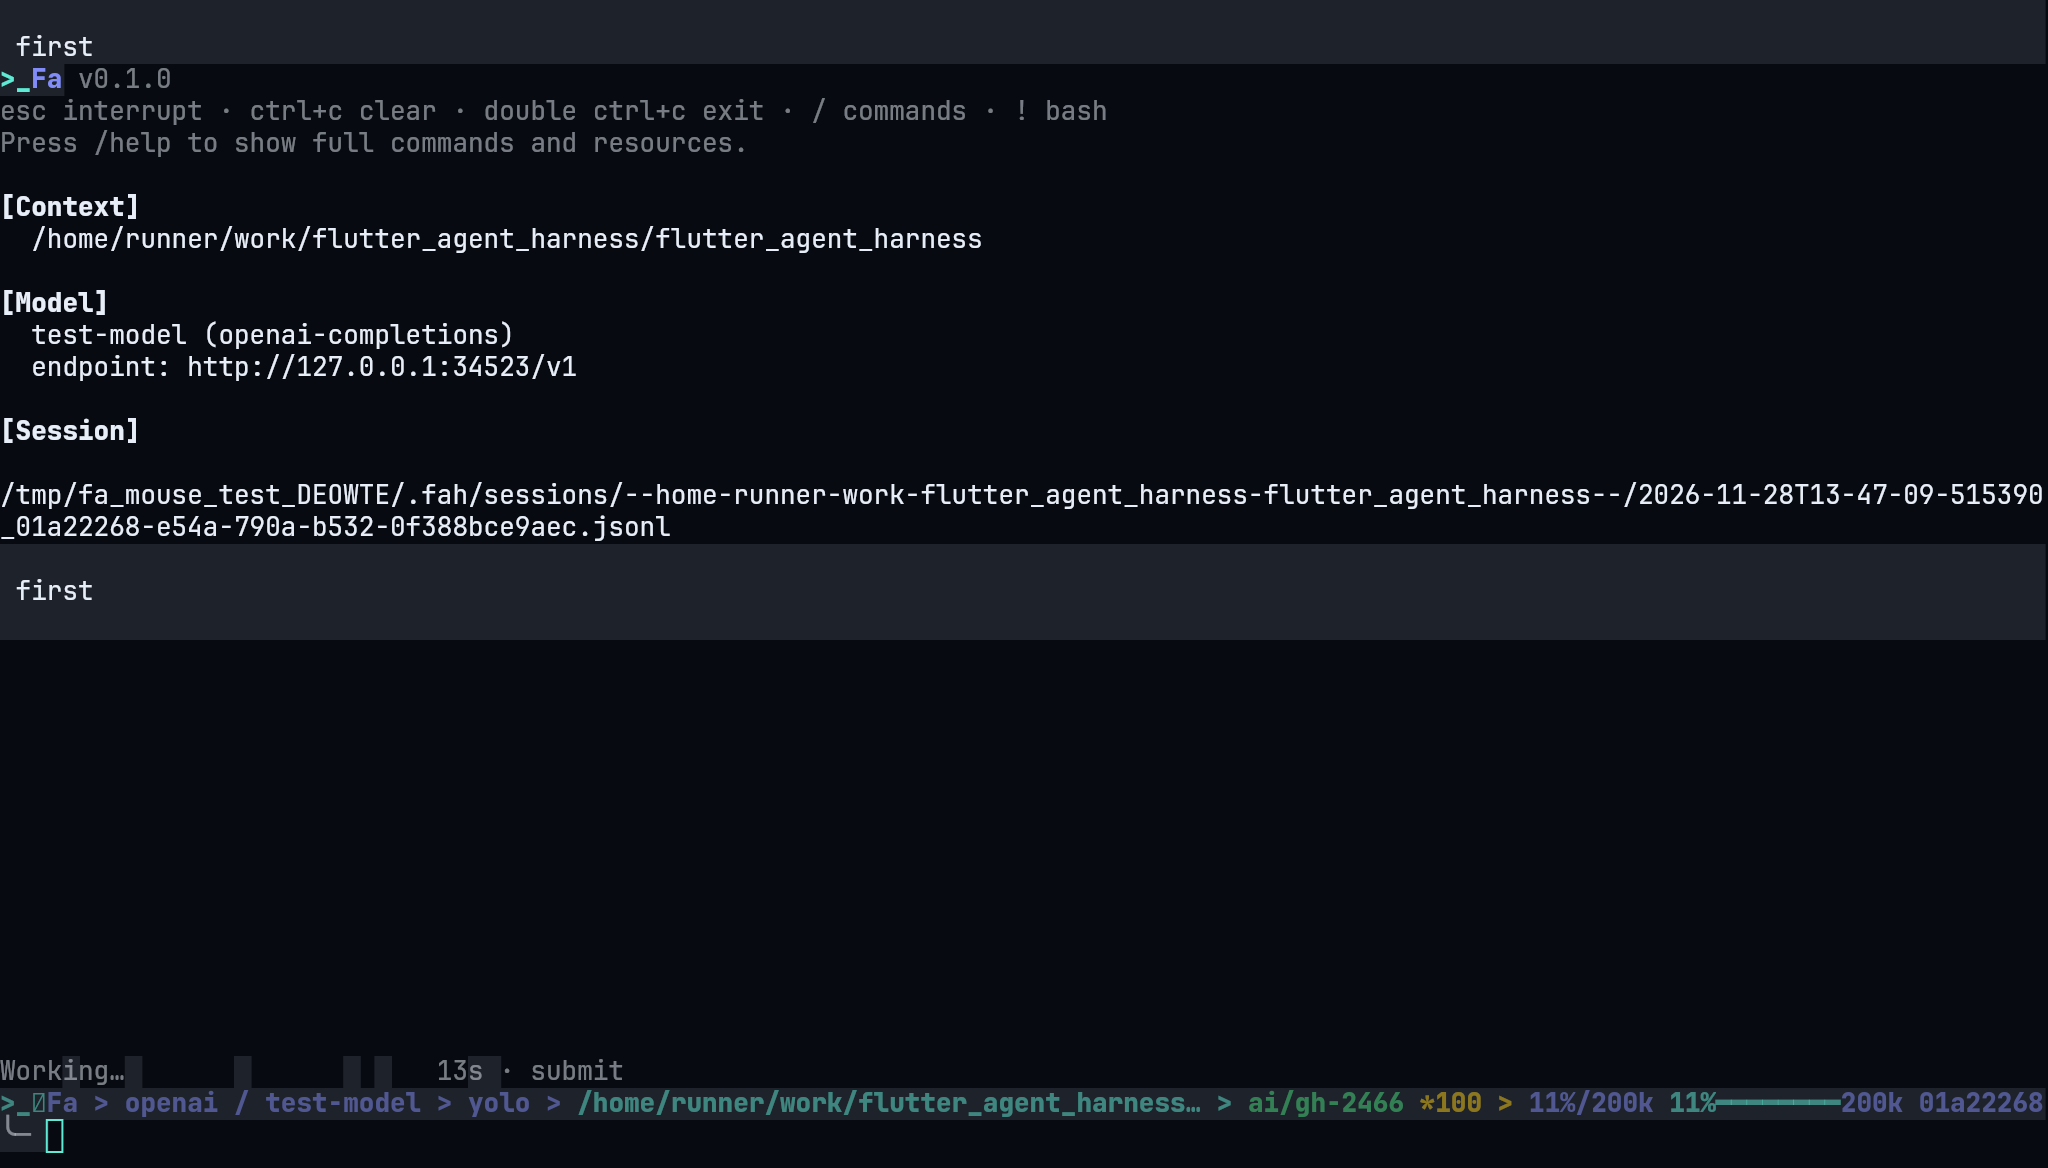 first
>_Fa v0.1.0
esc interrupt · ctrl+c clear · double ctrl+c exit · / commands · ! bash
Press /help to show full commands and resources.
[Context]
/home/runner/work/flutter_agent_harness/flutter_agent_harness
[Model]
test-model (openai-completions)
endpoint: http://127.0.0.1:34523/v1
[Session]
/tmp/fa_mouse_test_DEOWTE/.fah/sessions/--home-runner-work-flutter_agent_harness-flutter_agent_harness--/2026-11-28T13-47-09-515390
_01a22268-e54a-790a-b532-0f388bce9aec.jsonl
first
Working… 13s · submit
>_Fa > openai / test-model > yolo > /home/runner/work/flutter_agent_harness… > ai/gh-2466 *100 > 11%/200k 11%━━━━━━━━200k 01a22268